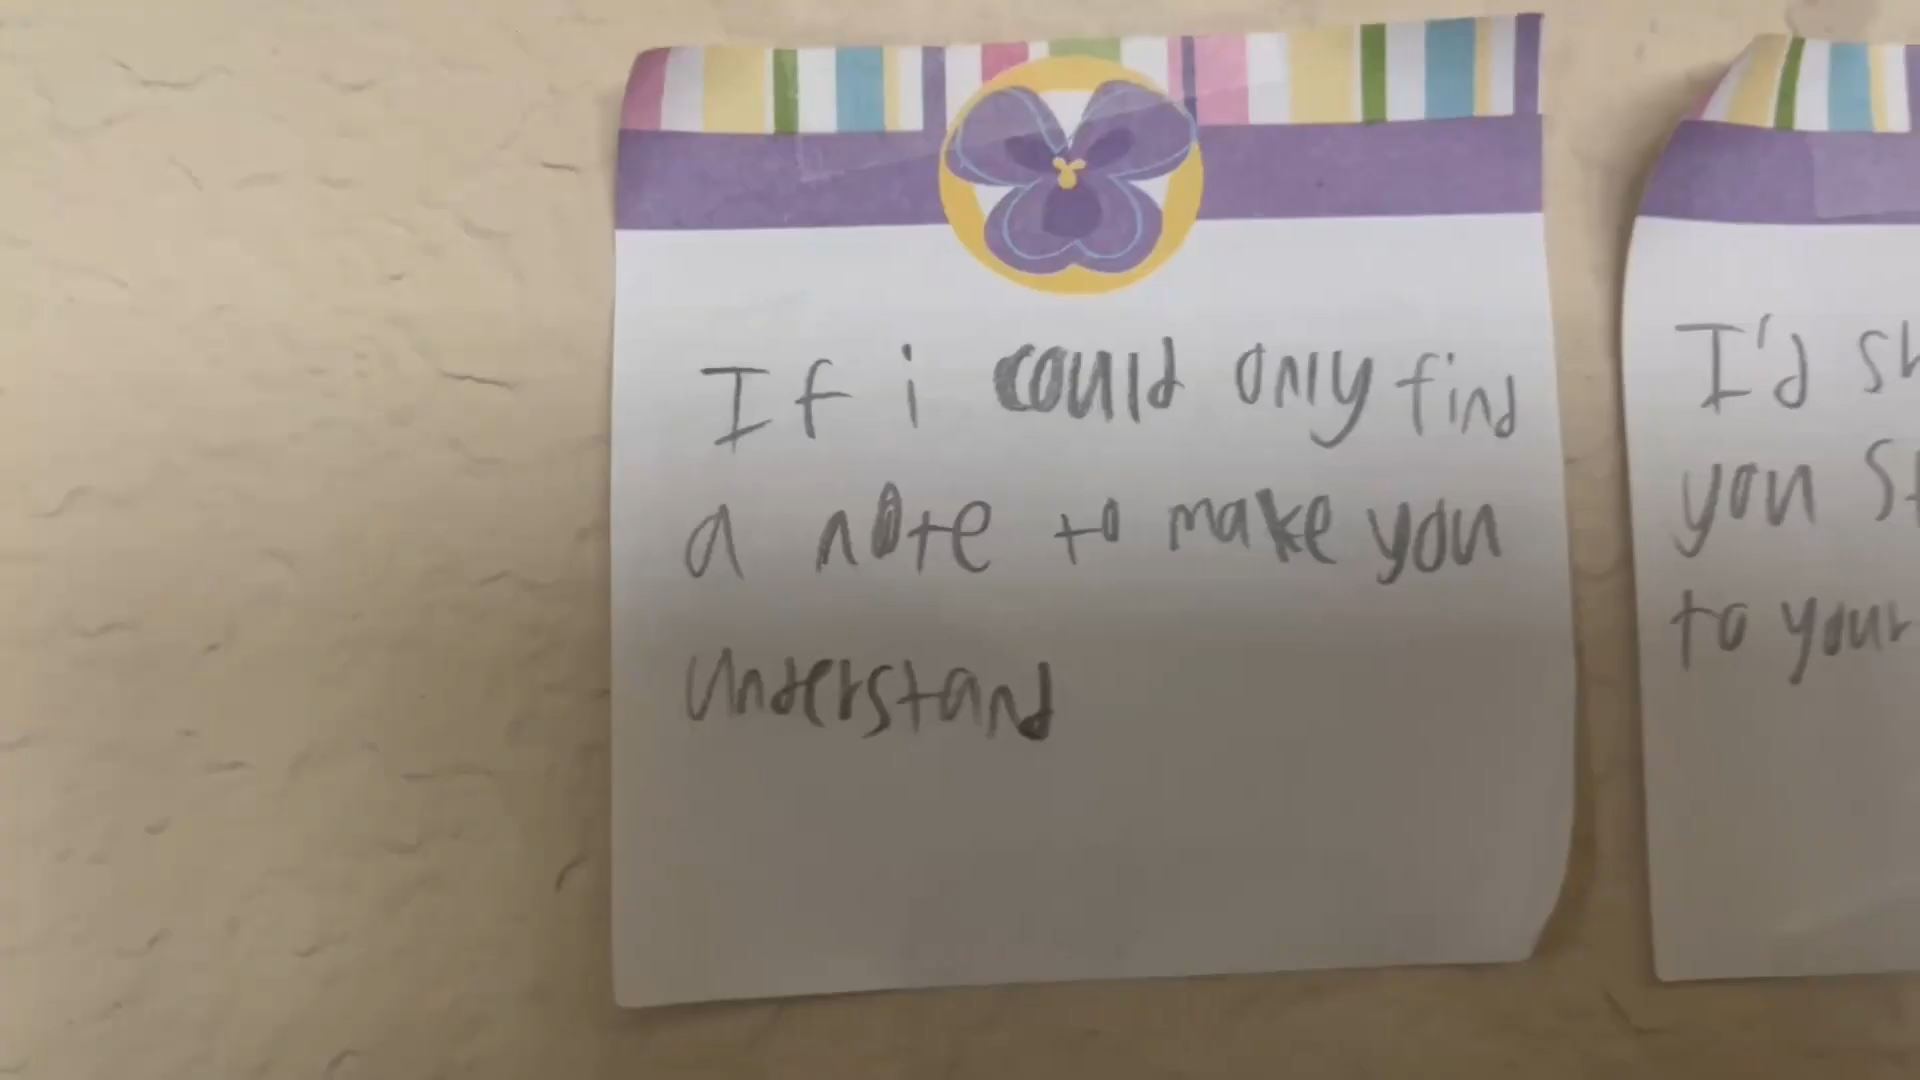 If i could only find
a note to make you
understand
I'd
you
to your